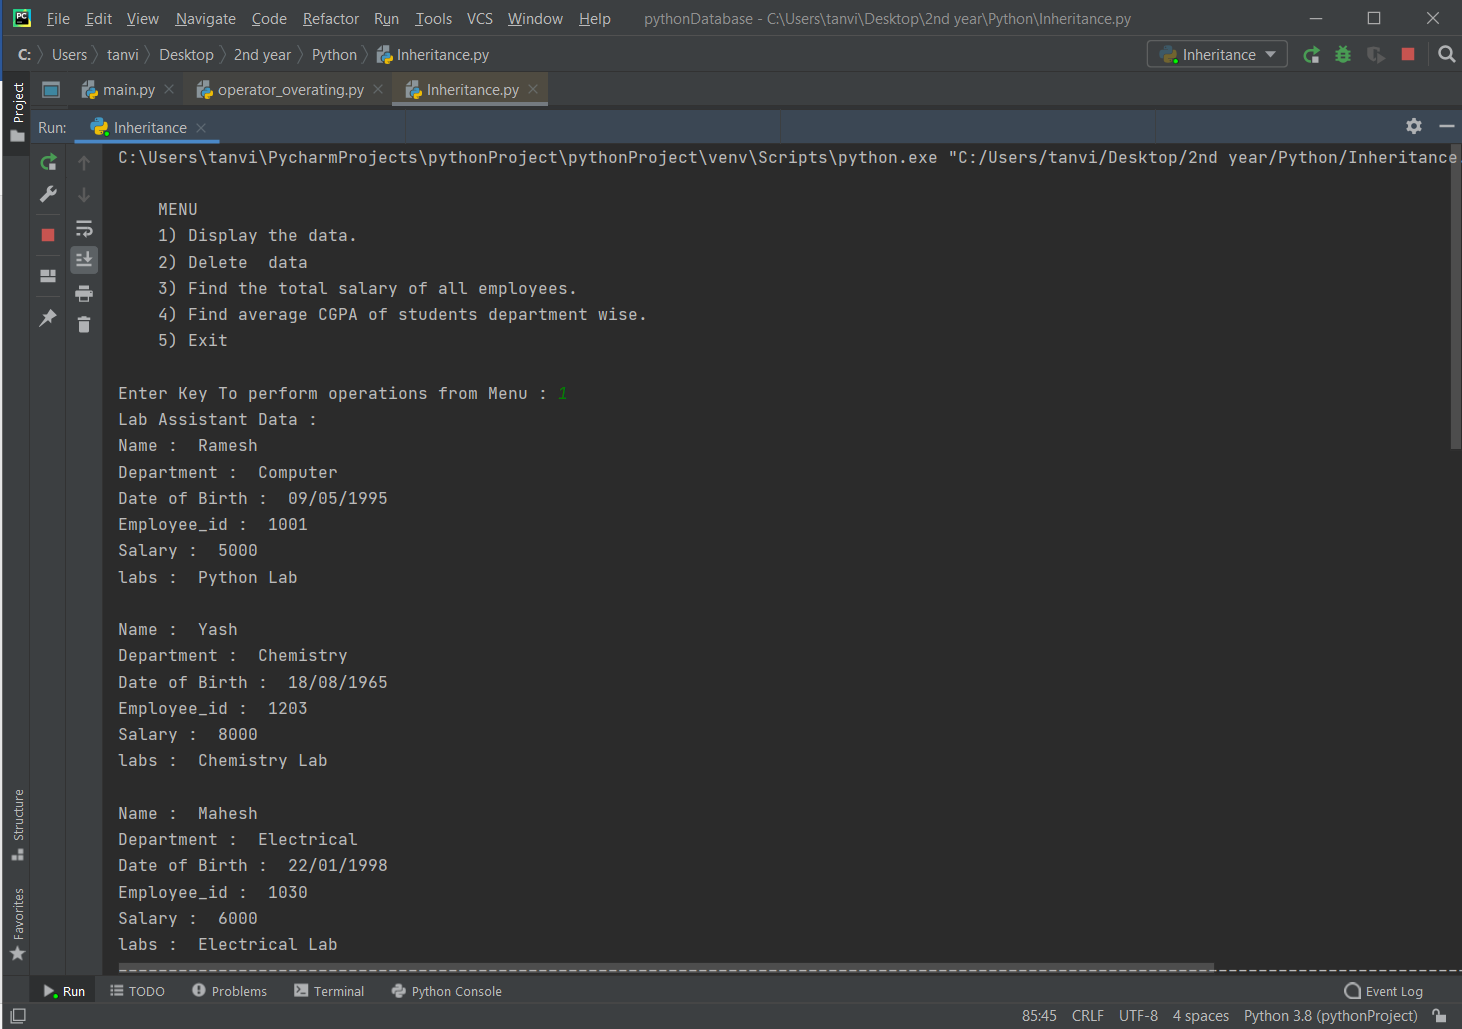 PC File Edit View Navigate Code Refactor Run Tools VCS Window Help pythonDatabase - C:\Users\tanvi\Desktop\2nd year\Python\Inheritance.py
C: Users tanvi Desktop 2nd year Python Inheritance.py Inheritance
Project
main.py operator_overating.py Inheritance.py
Run: Inheritance
C:\Users\tanvi\PycharmProjects\pythonProject\pythonProject\venv\Scripts\python.exe "C:/Users/tanvi/Desktop/2nd year/Python/Inheritance.
MENU
1) Display the data.
2) Delete  data
3) Find the total salary of all employees.
4) Find average CGPA of students department wise.
5) Exit
Enter Key To perform operations from Menu : 1
Lab Assistant Data :
Name :  Ramesh
Department :  Computer
Date of Birth :  09/05/1995
Employee_id :  1001
Salary :  5000
labs :  Python Lab
Name :  Yash
Department :  Chemistry
Date of Birth :  18/08/1965
Employee_id :  1203
Salary :  8000
labs :  Chemistry Lab
Name :  Mahesh
Department :  Electrical
Date of Birth :  22/01/1998
Employee_id :  1030
Salary :  6000
labs :  Electrical Lab
Structure
Favorites
Run TODO Problems Terminal Python Console Event Log
85:45 CRLF UTF-8 4 spaces Python 3.8 (pythonProject)